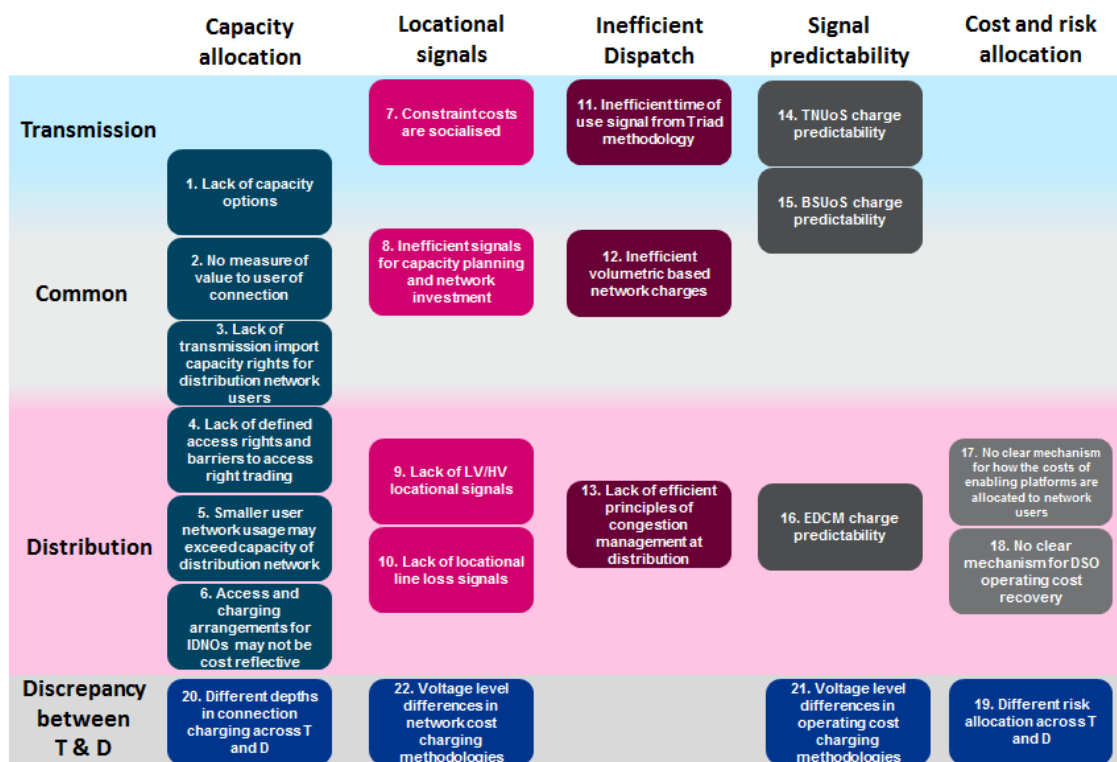 Capacity
allocation
Locational
signals
Inefficient
Dispatch
Signal
predictability
Cost and risk
allocation
Transmission
7. Constraint costs
are socialised
11. Inefficient time of
use signal from Triad
methodology
14. TNUoS charge
predictability
1. Lack of capacity
options
15. BSUoS charge
predictability
Common
2. No measure of
value to user of
connection
8. Inefficient signals
for capacity planning
and network
investment
12. Inefficient
volumetric based
network charges
3. Lack of
transmission import
capacity rights for
distribution network
users
Distribution
4. Lack of defined
access rights and
barriers to access
right trading
9. Lack of LV/HV
locational signals
13. Lack of efficient
principles of
congestion
management at
distribution
16. EDCM charge
predictability
17. No clear mechanism
for how the costs of
enabling platforms are
allocated to network
users
5. Smaller user
network usage may
exceed capacity of
distribution network
10. Lack of locational
line loss signals
18. No clear
mechanism for DSO
operating cost
recovery
6. Access and
charging
arrangements for
IDNOs may not be
cost reflective
Discrepancy
between
T & D
20. Different depths
in connection
charging across T
and D
22. Voltage level
differences in
network cost
charging
methodologies
21. Voltage level
differences in
operating cost
charging
methodologies
19. Different risk
allocation across T
and D